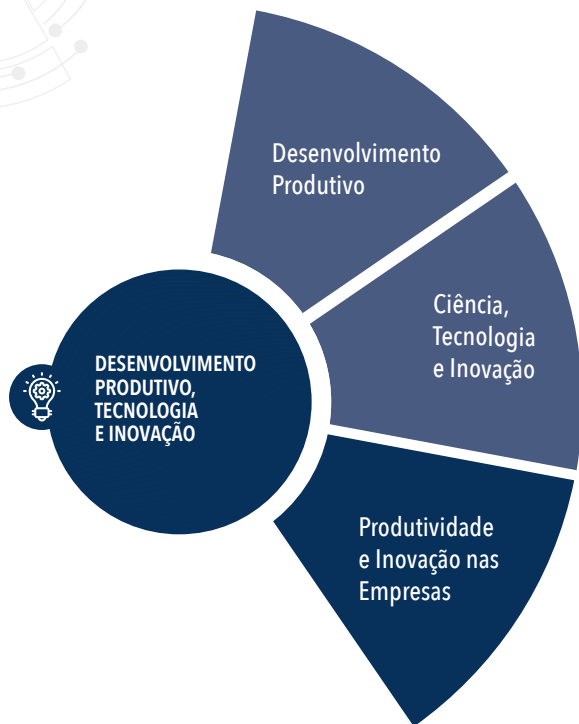 Desenvolvimento
Produtivo
Ciência,
Tecnologia
e Inovação
DESENVOLVIMENTO
PRODUTIVO,
TECNOLOGIA
E INOVAÇÃO
Produtividade
e Inovação nas
Empresas